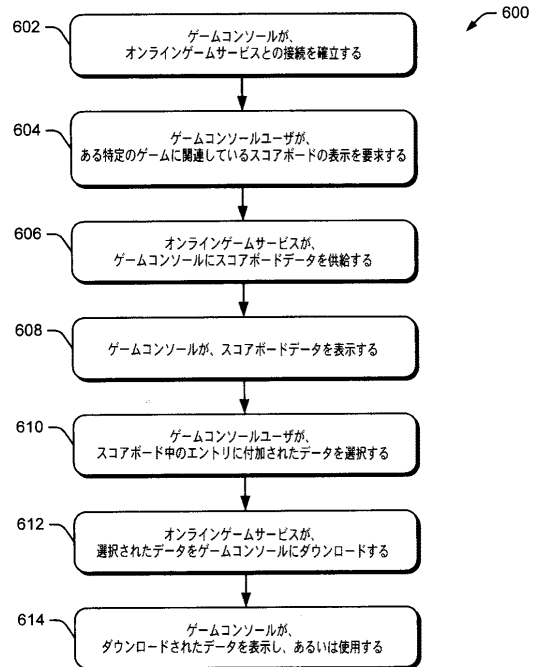 600
602
ゲームコンソールが、
オンラインゲームサービスとの接続を確立する
604
ゲームコンソールユーザが、
ある特定のゲームに関連しているスコアボードの表示を要求する
606
オンラインゲームサービスが、
ゲームコンソールにスコアボードデータを供給する
608
ゲームコンソールが、スコアボードデータを表示する
610
ゲームコンソールユーザが、
スコアボード中のエントリに付加されたデータを選択する
612
オンラインゲームサービスが、
選択されたデータをゲームコンソールにダウンロードする
614
ゲームコンソールが、
ダウンロードされたデータを表示し、あるいは使用する